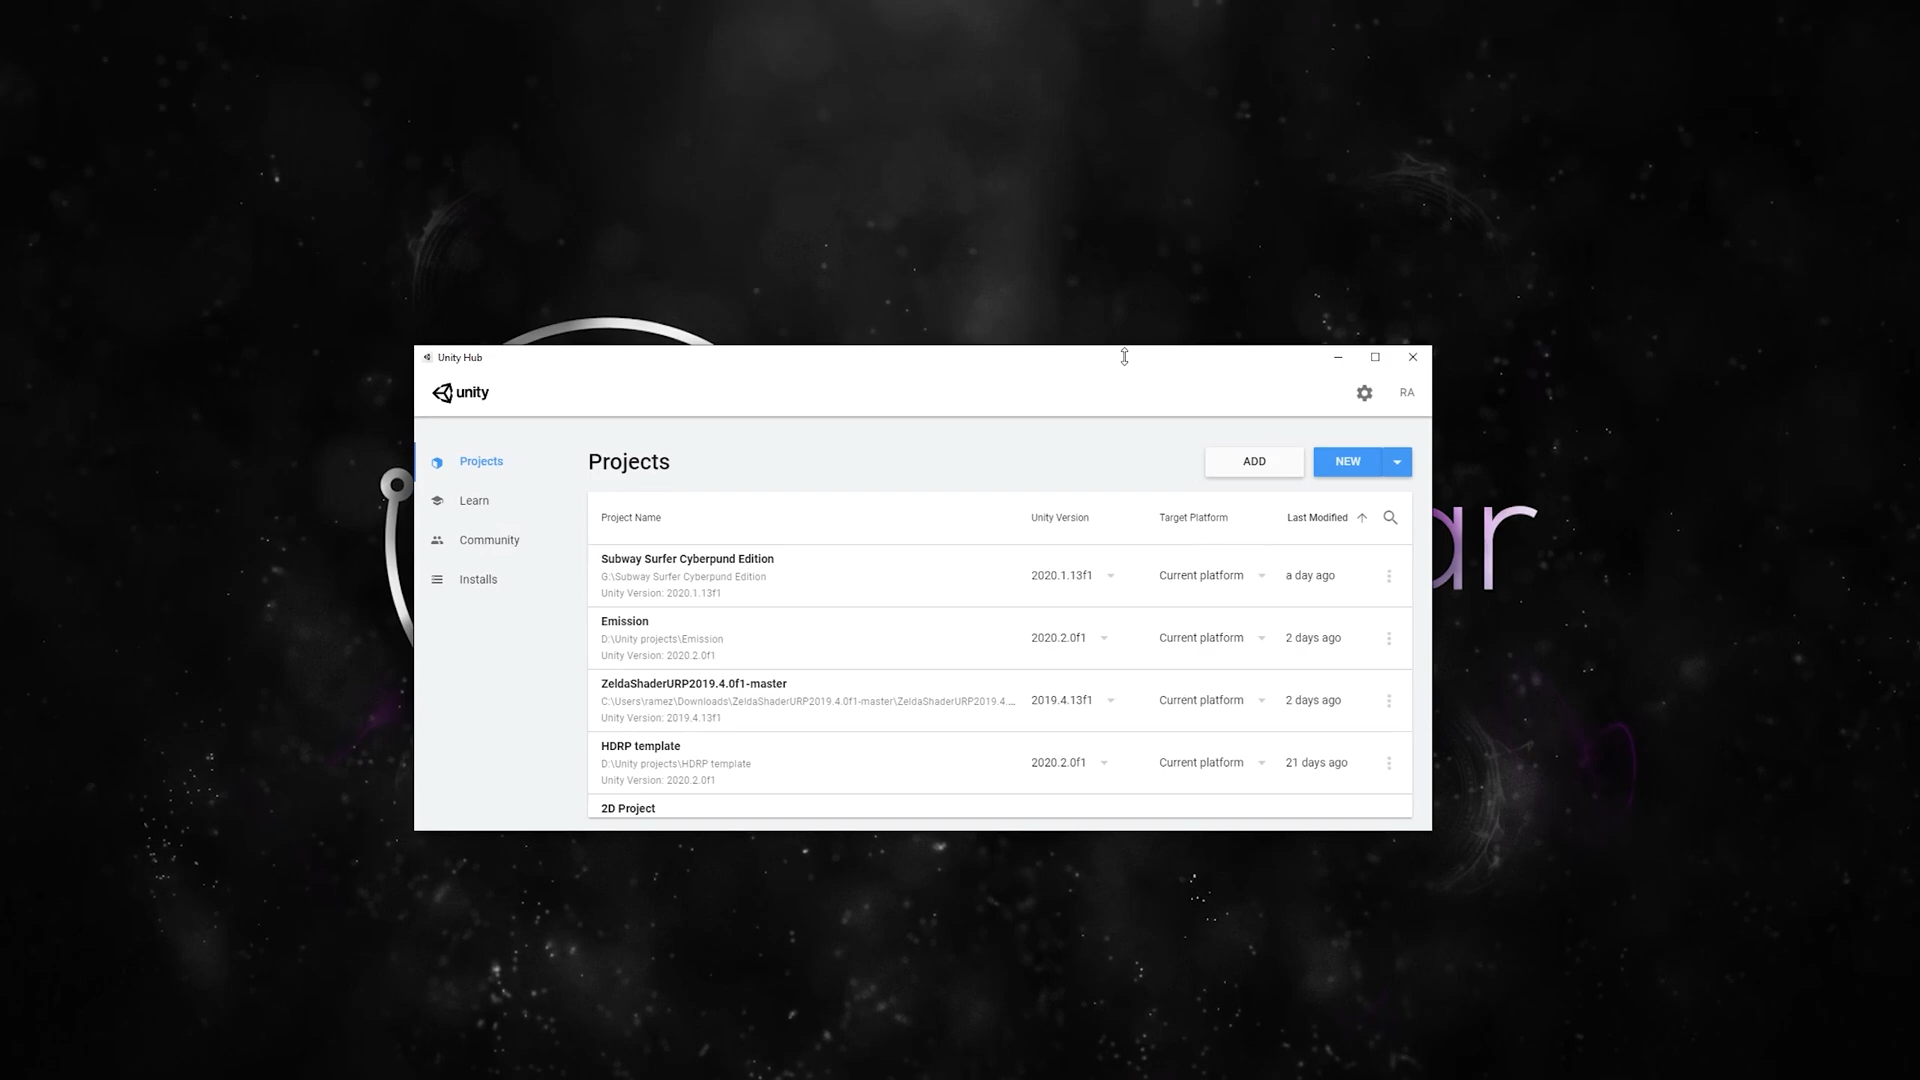 Unity Hub
unity
RA
Projects
Learn
Community
Installs
Projects
ADD
NEW
Project Name
Unity Version
Target Platform
Last Modified
Subway Surfer Cyberpund Edition
G:\Subway Surfer Cyberpund Edition
Unity Version: 2020.1.13f1
2020.1.13f1
Current platform
a day ago
Emission
D:\Unity projects\Emission
Unity Version: 2020.2.0f1
2020.2.0f1
Current platform
2 days ago
ZeldaShaderURP2019.4.0f1-master
C:\Users\ramez\Downloads\ZeldaShaderURP2019.4.0f1-master\ZeldaShaderURP2019.4....
Unity Version: 2019.4.13f1
2019.4.13f1
Current platform
2 days ago
HDRP template
D:\Unity projects\HDRP template
Unity Version: 2020.2.0f1
2020.2.0f1
Current platform
21 days ago
2D Project
ar